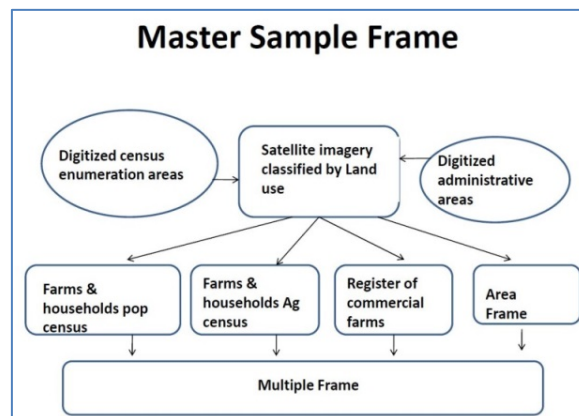 Master Sample Frame
Digitized census
enumeration areas
Satellite imagery
classified by Land
use
Digitized
administrative
areas
Farms &
households pop
census
Farms &
households Ag
census
Register of
commercial
farms
Area
Frame
Multiple Frame